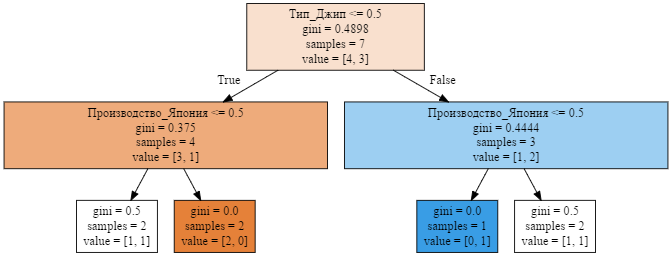 Тип_Джип <= 0.5
gini = 0.4898
samples = 7
value = [4, 3]
True
False
Производство_Япония <= 0.5
gini = 0.375
samples = 4
value = [3, 1]
Производство_Япония <= 0.5
gini = 0.4444
samples = 3
value = [1, 2]
gini = 0.5
samples = 2
value = [1, 1]
gini = 0.0
samples = 2
value = [2, 0]
gini = 0.0
samples = 1
value = [0, 1]
gini = 0.5
samples = 2
value = [1, 1]